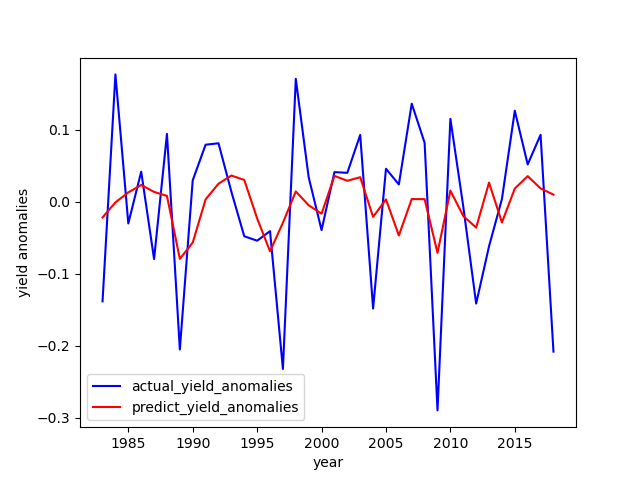 0.1
0.0
−0.1
−0.2
−0.3
yield anomalies
actual_yield_anomalies
predict_yield_anomalies
1985 1990 1995 2000 2005 2010 2015
year